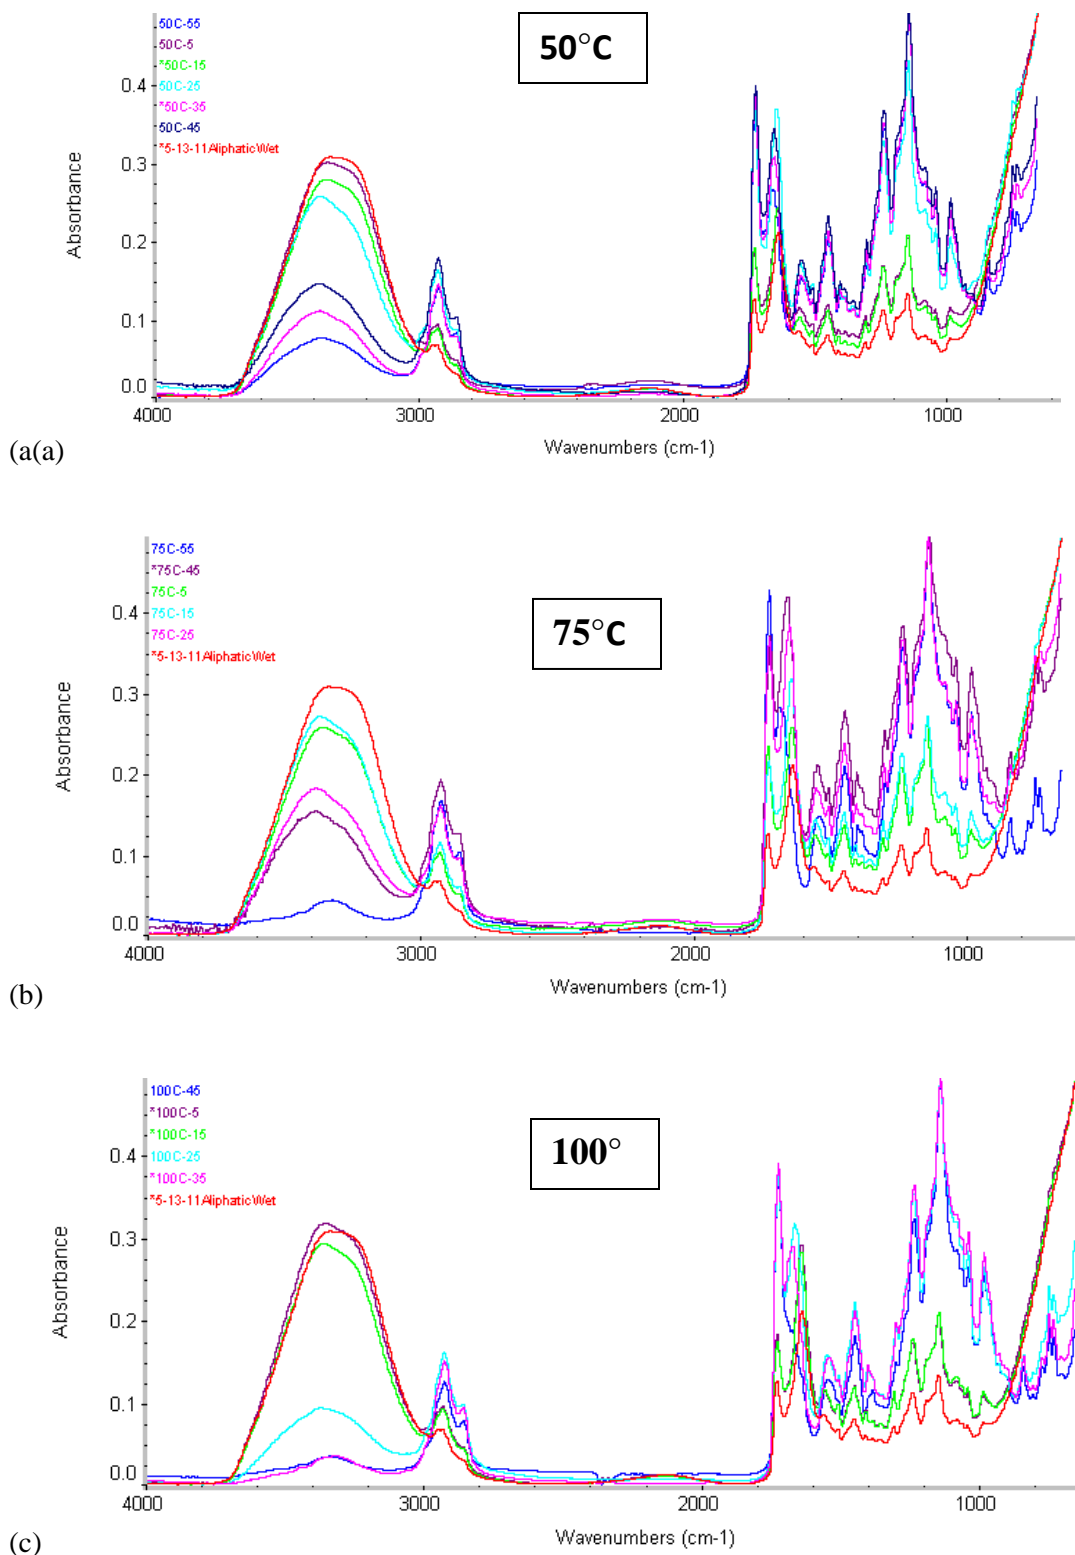 50C-55
50C-5
*50C-15
50C-25
*50C-35
50C-45
*5-13-11AliphaticWet
50°C
0.4
0.3
0.2
0.1
0.0
Absorbance
4000 3000 2000 1000
Wavenumbers (cm-1)
(a(a)
75C-55
*75C-45
75C-5
75C-15
75C-25
*5-13-11AliphaticWet
75°C
0.4
0.3
0.2
0.1
0.0
Absorbance
4000 3000 2000 1000
Wavenumbers (cm-1)
(b)
100C-45
*100C-5
*100C-15
100C-25
*100C-35
*5-13-11AliphaticWet
100°
0.4
0.3
0.2
0.1
0.0
Absorbance
4000 3000 2000 1000
Wavenumbers (cm-1)
(c)